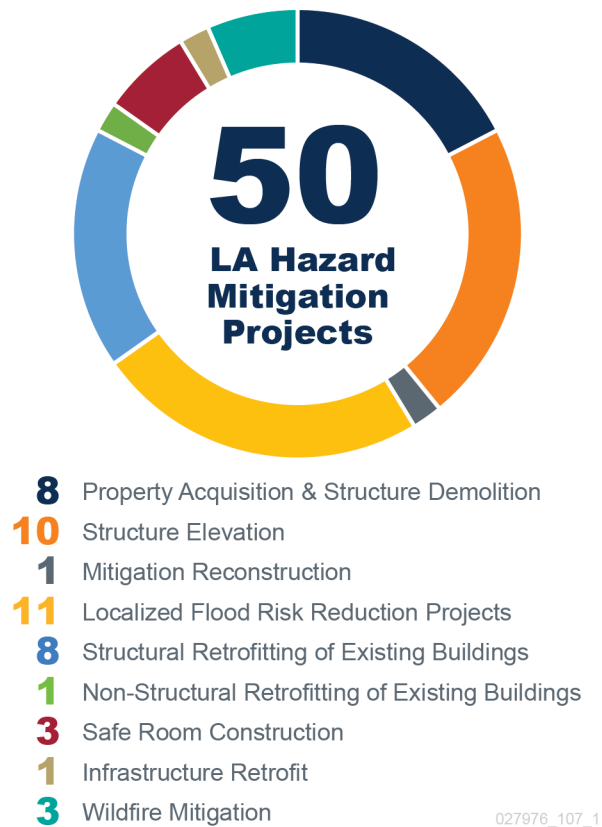 50
LA Hazard
Mitigation
Projects
8 Property Acquisition & Structure Demolition
10 Structure Elevation
1 Mitigation Reconstruction
11 Localized Flood Risk Reduction Projects
8 Structural Retrofitting of Existing Buildings
1 Non-Structural Retrofitting of Existing Buildings
3 Safe Room Construction
1 Infrastructure Retrofit
3 Wildfire Mitigation
027976_107_1